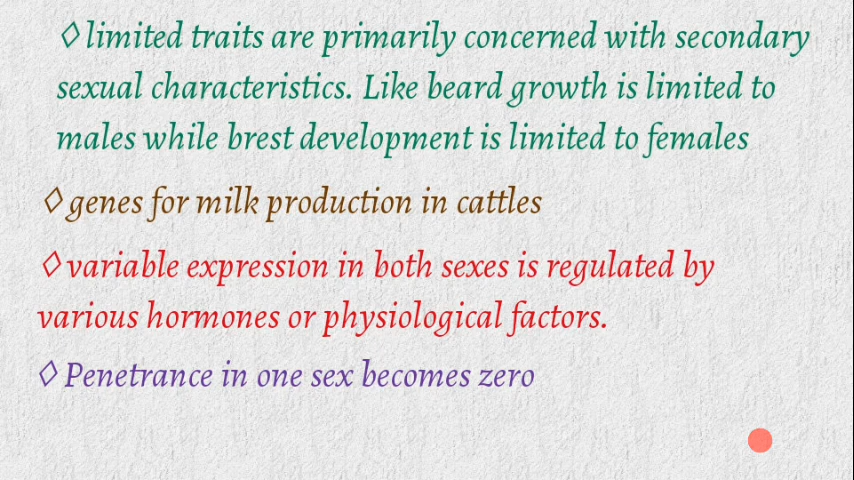 ◊ limited traits are primarily concerned with secondary
sexual characteristics. Like beard growth is limited to
males while brest development is limited to females
◊ genes for milk production in cattles
◊ variable expression in both sexes is regulated by
various hormones or physiological factors.
◊ Penetrance in one sex becomes zero